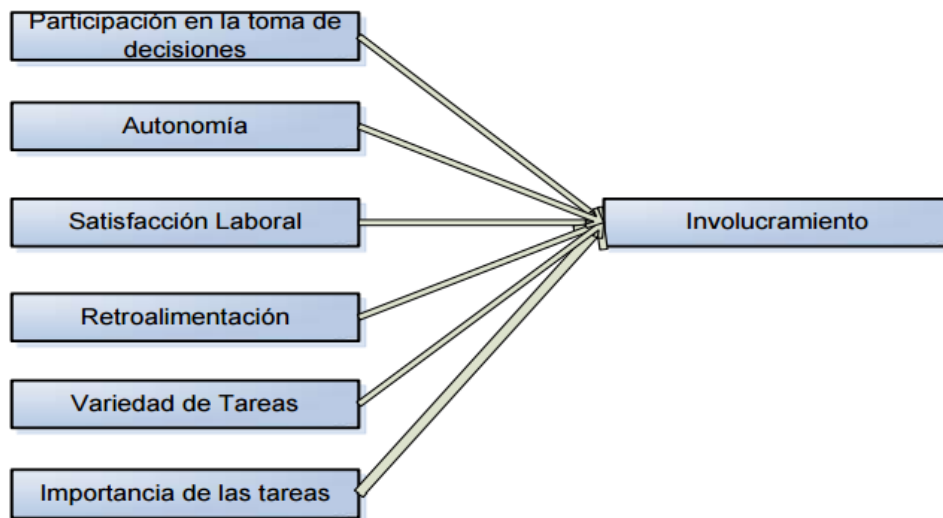 Participación en la toma de
decisiones
Autonomía
Satisfacción Laboral
Involucramiento
Retroalimentación
Variedad de Tareas
Importancia de las tareas